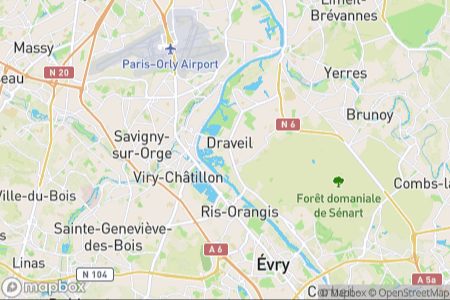 Limeil-
Brévannes
Massy
Paris-Orly Airport
N 20
Yerres
eau
Brunoy
N 6
Savigny-
sur-Orge
Draveil
Viry-Châtillon
Ville-du-Bois
Forêt domaniale
de Sénart
Combs-la
Ris-Orangis
Sainte-Geneviève-
des-Bois
A 6
Linas
N 104
Évry
A 5a
mapbox
© Mapbox © OpenStreetMap